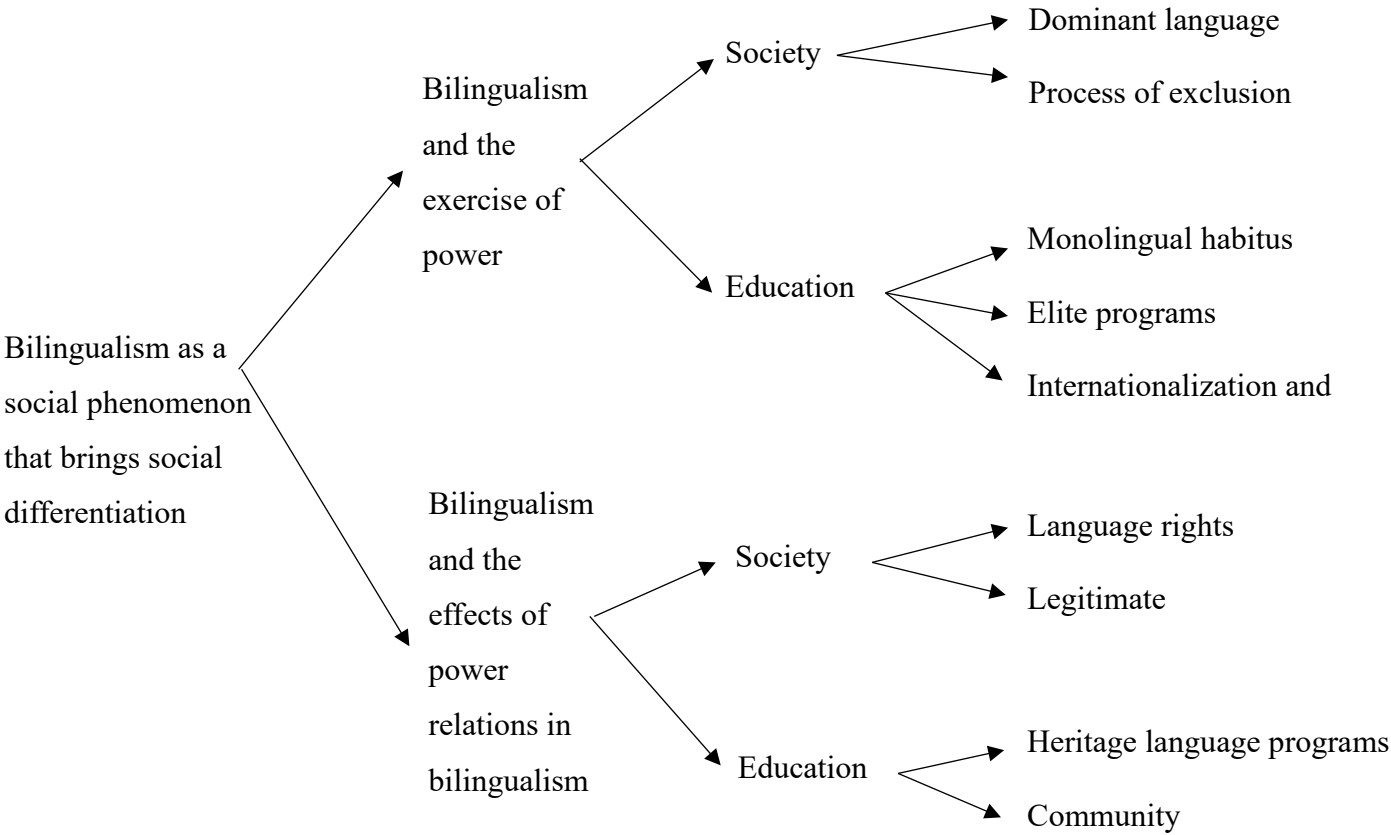 Bilingualism as a
social phenomenon
that brings social
differentiation
Bilingualism
and the
exercise of
power
Society
Dominant language
Process of exclusion
Education
Monolingual habitus
Elite programs
Internationalization and
Bilingualism
and the
effects of
power
relations in
bilingualism
Society
Language rights
Legitimate
Education
Heritage language programs
Community